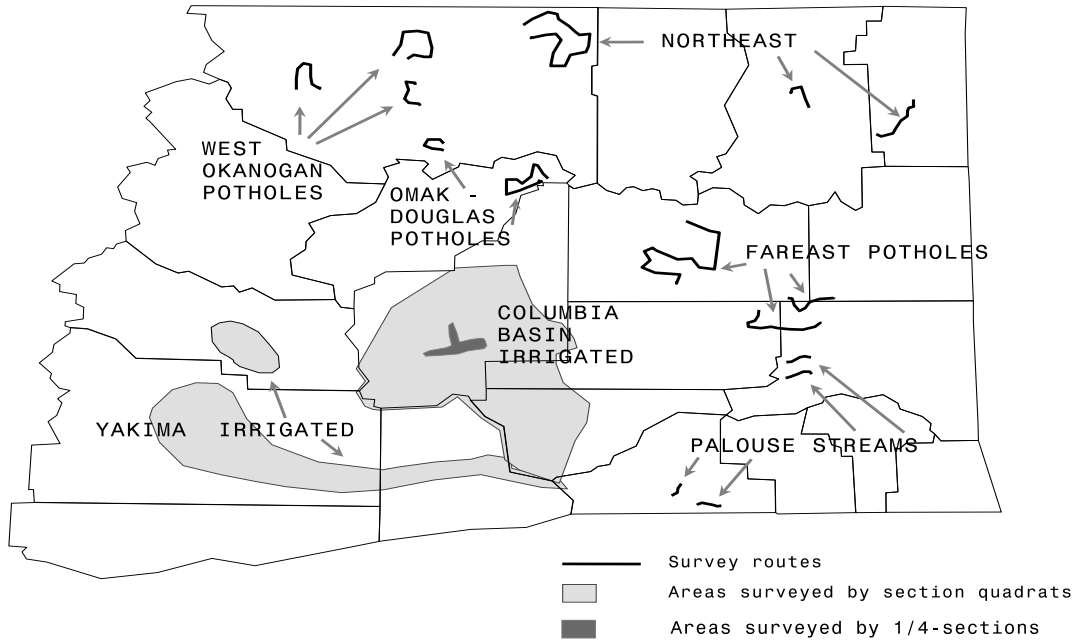 NORTHEAST
WEST
OKANOGAN
POTHOLES
OMAK -
DOUGLAS
POTHOLES
FAREAST POTHOLES
COLUMBIA
BASIN
IRRIGATED
YAKIMA IRRIGATED
PALOUSE STREAMS
Survey routes
Areas surveyed by section quadrats
Areas surveyed by 1/4-sections